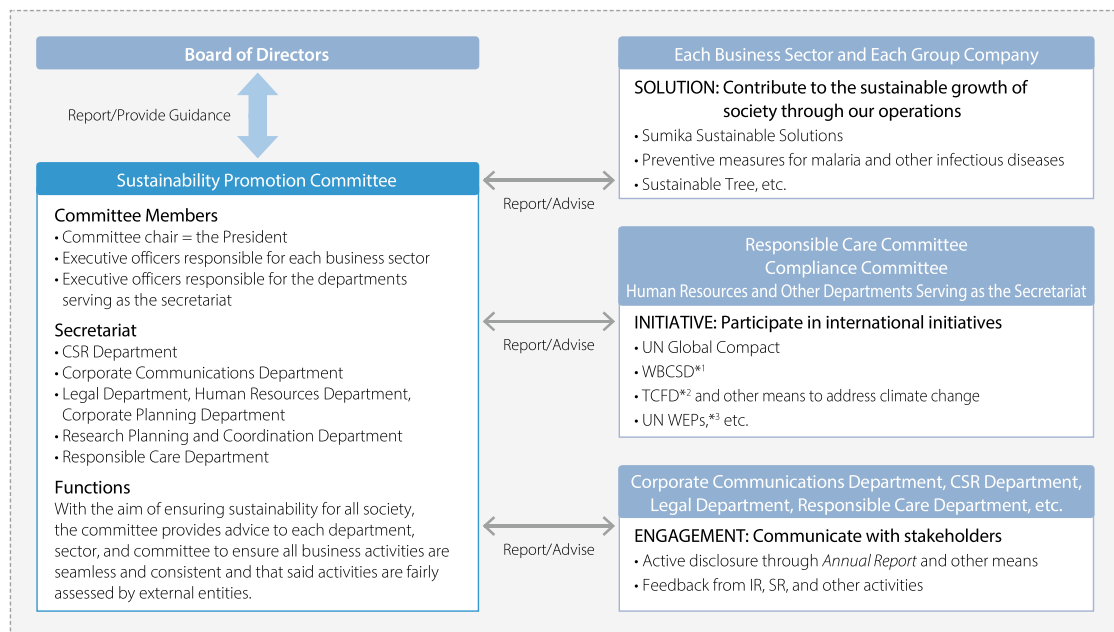 Board of Directors
Report/Provide Guidance
Sustainability Promotion Committee
Committee Members
• Committee chair = the President
• Executive officers responsible for each business sector
• Executive officers responsible for the departments
serving as the secretariat
Secretariat
• CSR Department
• Corporate Communications Department
• Legal Department, Human Resources Department,
Corporate Planning Department
• Research Planning and Coordination Department
• Responsible Care Department
Functions
With the aim of ensuring sustainability for all society,
the committee provides advice to each department,
sector, and committee to ensure all business activities are
seamless and consistent and that said activities are fairly
assessed by external entities.
Report/Advise
Each Business Sector and Each Group Company
SOLUTION: Contribute to the sustainable growth of
society through our operations
• Sumika Sustainable Solutions
• Preventive measures for malaria and other infectious diseases
• Sustainable Tree, etc.
Report/Advise
Responsible Care Committee
Compliance Committee
Human Resources and Other Departments Serving as the Secretariat
INITIATIVE: Participate in international initiatives
• UN Global Compact
• WBCSD*1
• TCFD*2 and other means to address climate change
• UN WEPs,*3 etc.
Report/Advise
Corporate Communications Department, CSR Department,
Legal Department, Responsible Care Department, etc.
ENGAGEMENT: Communicate with stakeholders
• Active disclosure through Annual Report and other means
• Feedback from IR, SR, and other activities